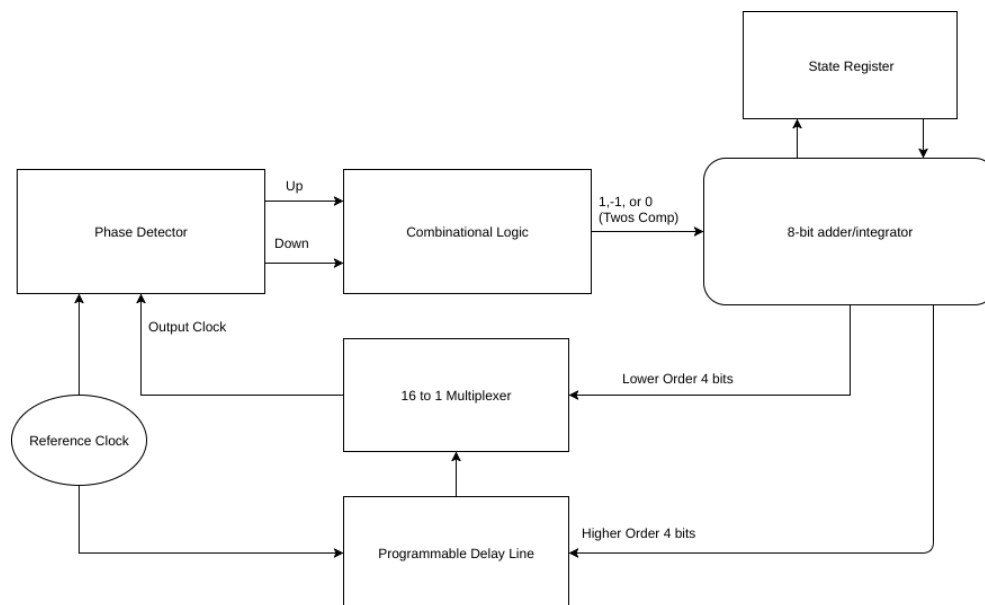 State Register
Up
Phase Detector
Down
Combinational Logic
1,-1, or 0
(Twos Comp)
8-bit adder/integrator
Output Clock
16 to 1 Multiplexer
Lower Order 4 bits
Reference Clock
Programmable Delay Line
Higher Order 4 bits